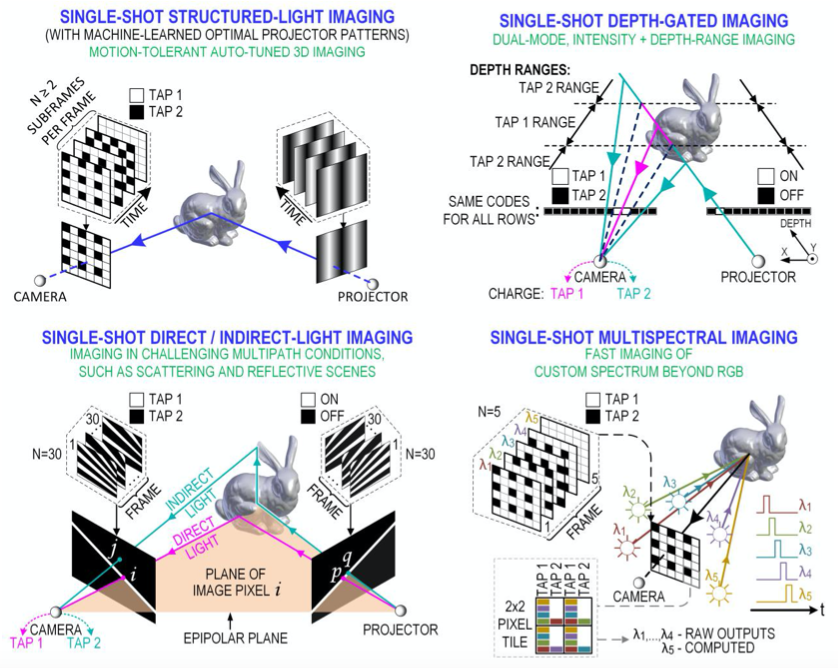 SINGLE-SHOT STRUCTURED-LIGHT IMAGING
(WITH MACHINE-LEARNED OPTIMAL PROJECTOR PATTERNS)
MOTION-TOLERANT AUTO-TUNED 3D IMAGING
N ≥ 2
SUBFRAMES
PER FRAME
TAP 1
TAP 2
TIME
TIME
CAMERA
PROJECTOR
SINGLE-SHOT DEPTH-GATED IMAGING
DUAL-MODE, INTENSITY + DEPTH-RANGE IMAGING
DEPTH RANGES:
TAP 2 RANGE
TAP 1 RANGE
TAP 2 RANGE
TAP 1
TAP 2
ON
OFF
SAME CODES
FOR ALL ROWS :
DEPTH
X
Y
CAMERA
PROJECTOR
CHARGE: TAP 1 TAP 2
SINGLE-SHOT DIRECT / INDIRECT-LIGHT IMAGING
IMAGING IN CHALLENGING MULTIPATH CONDITIONS,
SUCH AS SCATTERING AND REFLECTIVE SCENES
TAP 1
TAP 2
ON
OFF
N=30
1
30
FRAME
30
1
N=30
FRAME
INDIRECT
LIGHT
DIRECT
LIGHT
j
i
q
p
PLANE OF
IMAGE PIXEL i
CAMERA
TAP 1 TAP 2
EPIPOLAR PLANE
PROJECTOR
SINGLE-SHOT MULTISPECTRAL IMAGING
FAST IMAGING OF
CUSTOM SPECTRUM BEYOND RGB
TAP 1
TAP 2
N=5
λ5
λ4
λ3
λ2
λ1
5
1
FRAME
λ2
λ3
λ1
λ4
λ5
λ1
λ2
λ3
λ4
λ5
t
CAMERA
TAP 1
TAP 2
TAP 1
TAP 2
2x2
PIXEL
TILE
λ1,...,λ4 - RAW OUTPUTS
λ5 - COMPUTED